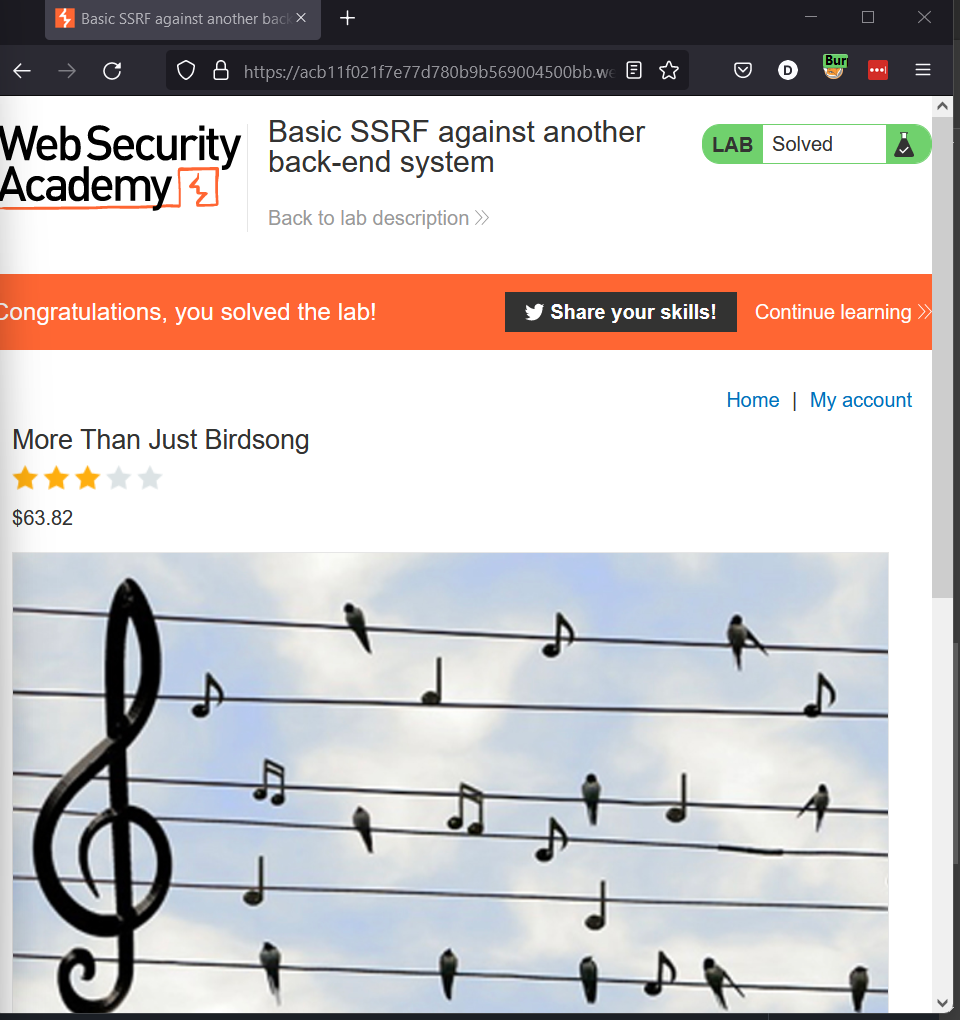 Basic SSRF against another back
Bur
https://acb11f021f7e77d780b9b569004500bb.we
D
Web Security
Academy
Basic SSRF against another
back-end system
LAB
Solved
Back to lab description
Congratulations, you solved the lab!
Share your skills!
Continue learning
Home | My account
More Than Just Birdsong
$63.82